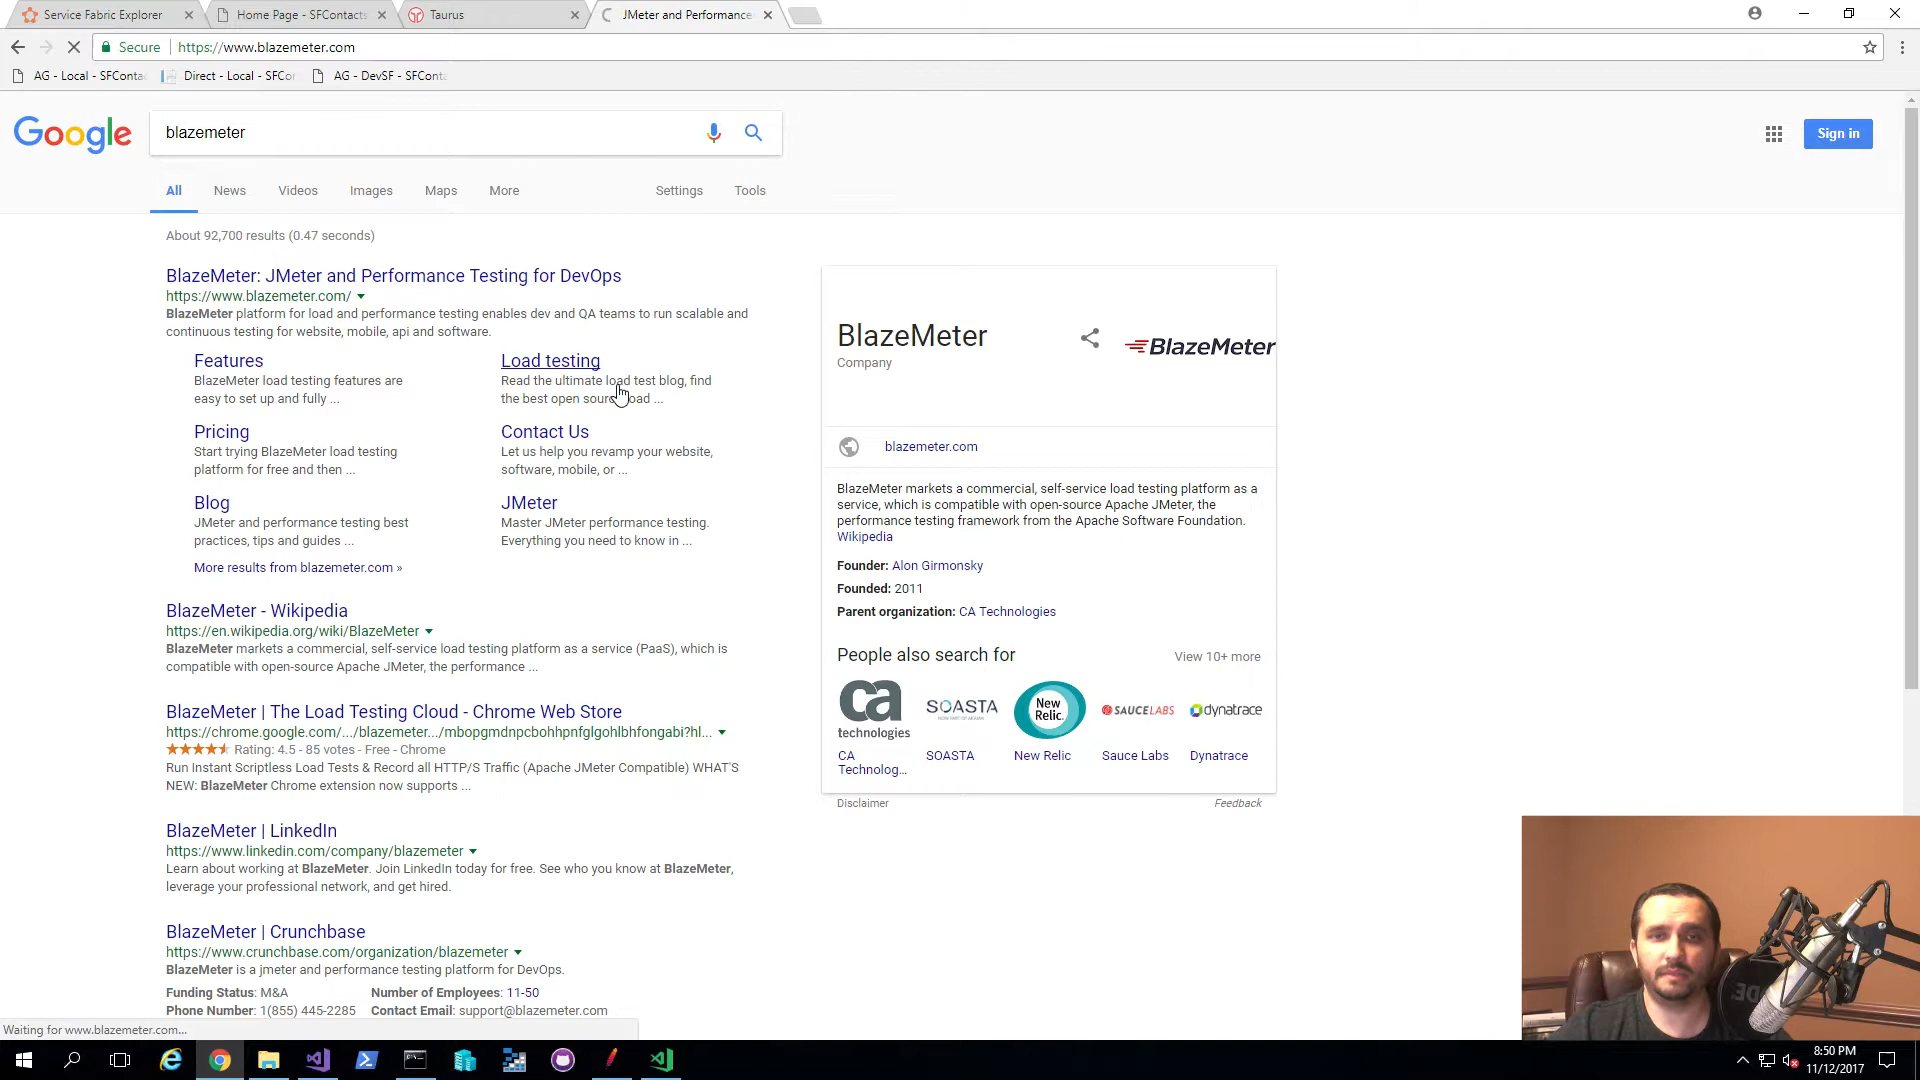 Service Fabric Explorer
Home Page - SFContacts
Taurus
JMeter and Performance
Secure
https://www.blazemeter.com
AG - Local - SFConta
Direct - Local - SFCo
AG - DevSF - SFConta
Google
blazemeter
Sign in
All
News
Videos
Images
Maps
More
Settings
Tools
About 92,700 results (0.47 seconds)
BlazeMeter: JMeter and Performance Testing for DevOps
https://www.blazemeter.com/
BlazeMeter platform for load and performance testing enables dev and QA teams to run scalable and
continuous testing for website, mobile, api and software.
Features
BlazeMeter load testing features are
easy to set up and fully ...
Load testing
Read the ultimate load test blog, find
the best open source load ...
Pricing
Start trying BlazeMeter load testing
platform for free and then ...
Contact Us
Let us help you revamp your website,
software, mobile, or ...
Blog
JMeter and performance testing best
practices, tips and guides ...
JMeter
Master JMeter performance testing.
Everything you need to know in ...
More results from blazemeter.com »
BlazeMeter - Wikipedia
https://en.wikipedia.org/wiki/BlazeMeter
BlazeMeter markets a commercial, self-service load testing platform as a service (PaaS), which is
compatible with open-source Apache JMeter, the performance ...
BlazeMeter | The Load Testing Cloud - Chrome Web Store
https://chrome.google.com/.../blazemeter.../mbopgmdnpcbohhpnfglgohlbhfongabi?hl...
Rating: 4.5 - 85 votes - Free - Chrome
Run Instant Scriptless Load Tests & Record all HTTP/S Traffic (Apache JMeter Compatible) WHAT'S
NEW: BlazeMeter Chrome extension now supports ...
BlazeMeter | LinkedIn
https://www.linkedin.com/company/blazemeter
Learn about working at BlazeMeter. Join LinkedIn today for free. See who you know at BlazeMeter,
leverage your professional network, and get hired.
BlazeMeter | Crunchbase
https://www.crunchbase.com/organization/blazemeter
BlazeMeter is a jmeter and performance testing platform for DevOps.
Funding Status: M&A
Number of Employees: 11-50
Phone Number: 1(855) 445-2285
Contact Email: support@blazemeter.com
Waiting for www.blazemeter.com...
BlazeMeter
Company
BlazeMeter
blazemeter.com
BlazeMeter markets a commercial, self-service load testing platform as a
service, which is compatible with open-source Apache JMeter, the
performance testing framework from the Apache Software Foundation.
Wikipedia
Founder: Alon Girmonsky
Founded: 2011
Parent organization: CA Technologies
People also search for
View 10+ more
ca
technologies
SOASTA
New
Relic.
SAUCELABS
dynatrace
CA
Technolog...
SOASTA
New Relic
Sauce Labs
Dynatrace
Disclaimer
Feedback
8:50 PM
11/12/2017